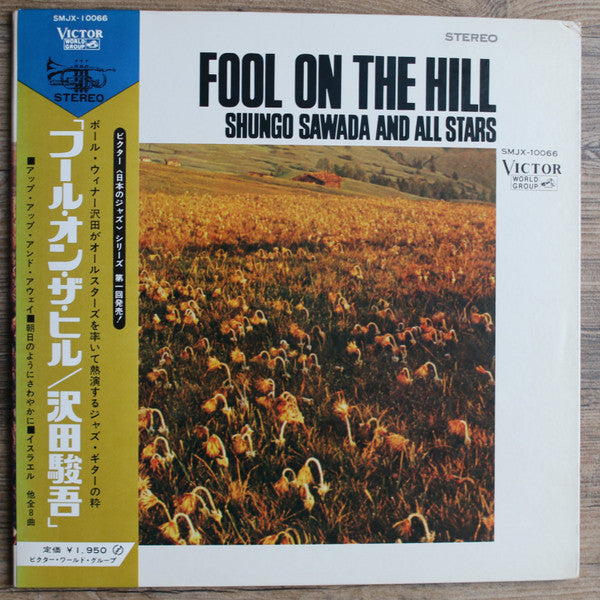 SMJX-10066
VICTOR
WORLD
GROUP
STEREO
ポール・ウィナー沢田がオールスターズを率いて熱演するジャズ・ギターの粋
ビクター〈日本のジャズ〉シリーズ 第一回発売!
「フール・オン・ザ・ヒル/沢田駿吾」
■アップ・アップ・アンド・アウェイ■朝日のようにさわやかに■イスラエル 他全8曲
定価 ¥1,950
ビクター・ワールド・グループ
STEREO
FOOL ON THE HILL
SHUNGO SAWADA AND ALL STARS
SMJX-10066
VICTOR
WORLD
GROUP